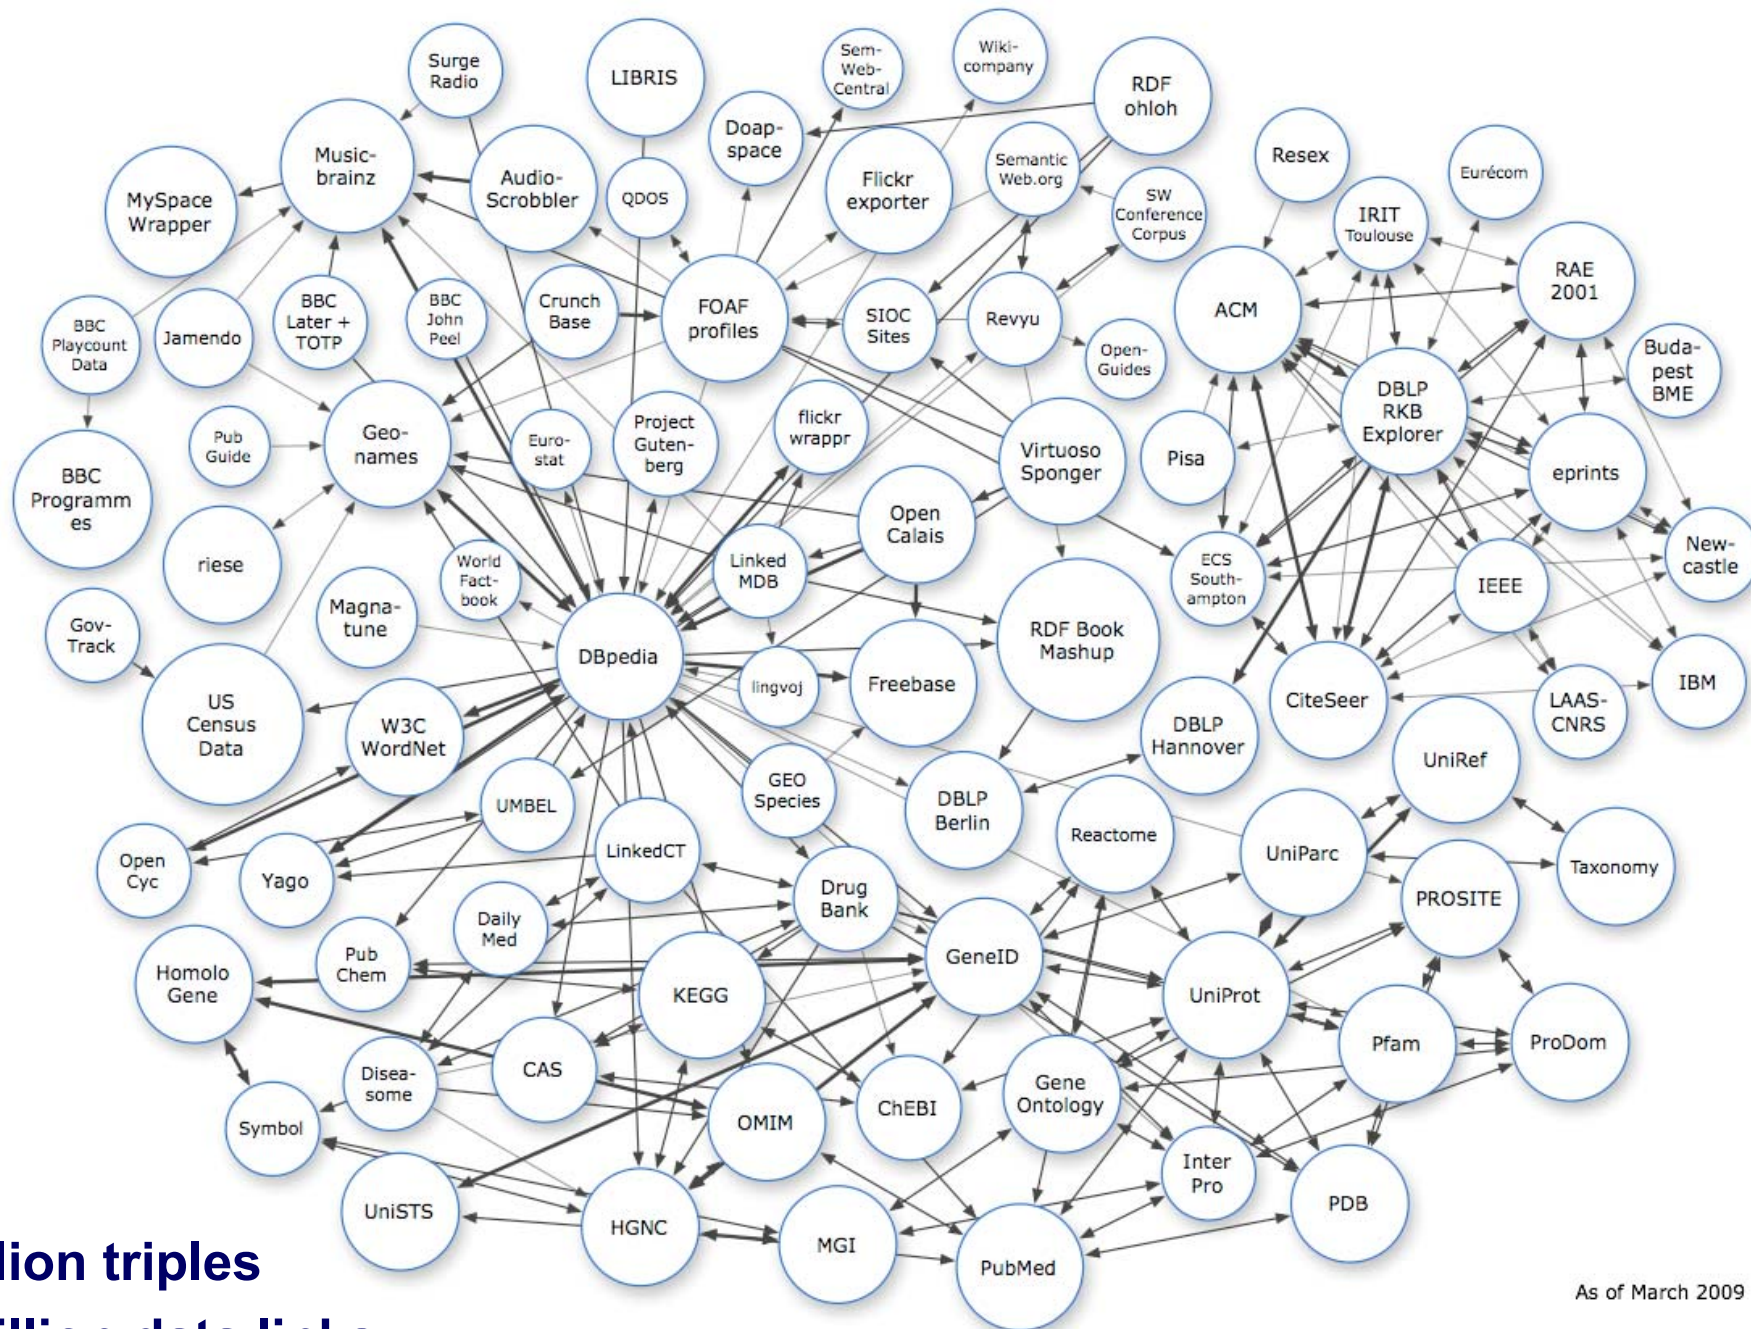 Surge
Radio
LIBRIS
Sem-
Web-
Central
Wiki-
company
RDF
ohloh
Doap-
space
Music-
brainz
Audio-
Scrobbler
QDOS
Flickr
exporter
Semantic
Web.org
SW
Conference
Corpus
Resex
Eurécom
MySpace
Wrapper
IRIT
Toulouse
RAE
2001
BBC
Playcount
Data
Jamendo
BBC
Later +
TOTP
BBC
John
Peel
Crunch
Base
FOAF
profiles
SIOC
Sites
Revyu
Open-
Guides
ACM
Buda-
pest
BME
DBLP
RKB
Explorer
Pub
Guide
Geo-
names
Euro-
stat
Project
Guten-
berg
flickr
wrappr
Virtuoso
Sponger
Pisa
eprints
BBC
Programm
es
riese
World
Fact-
book
Linked
MDB
Open
Calais
ECS
South-
ampton
IEEE
New-
castle
Gov-
Track
Magna-
tune
DBpedia
lingvoj
Freebase
RDF Book
Mashup
CiteSeer
LAAS-
CNRS
IBM
US
Census
Data
W3C
WordNet
DBLP
Hannover
UniRef
UMBEL
GEO
Species
DBLP
Berlin
Reactome
UniParc
Taxonomy
Open
Cyc
Yago
LinkedCT
Drug
Bank
PROSITE
Daily
Med
Homolo
Gene
Pub
Chem
KEGG
GeneID
UniProt
Pfam
ProDom
Disea-
some
CAS
OMIM
ChEBI
Gene
Ontology
Symbol
Inter
Pro
PDB
UniSTS
HGNC
MGI
PubMed
triples
As of March 2009